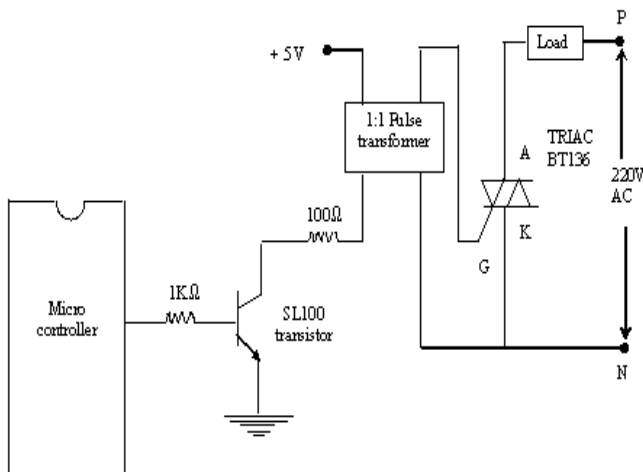 P
Load
+ 5V
1:1 Pulse
transformer
TRIAC
BT136
A
220V
AC
100Ω
K
G
1KΩ
Micro
controller
SL100
transistor
N